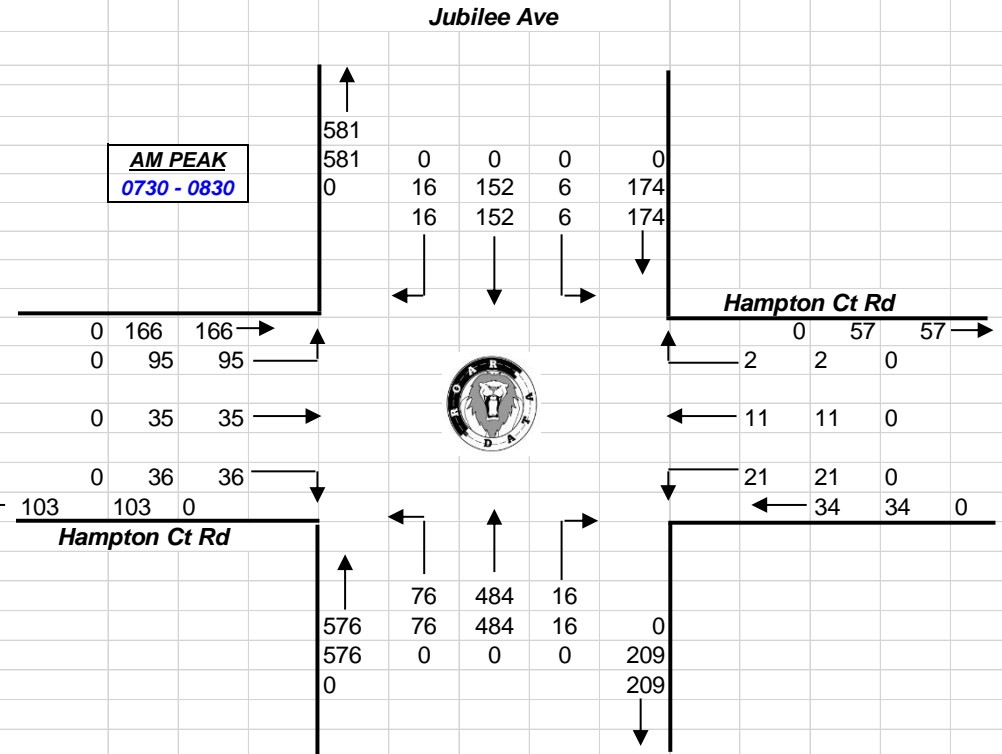 Jubilee Ave
581
AM PEAK
581 0 0 0 0
0730 - 0830
0 16 152 6 174
16 152 6 174
Hampton Ct Rd
0 166 166
0 57 57
0 95 95
2 2 0
ROAR DATA
0 35 35
11 11 0
0 36 36
21 21 0
103 103 0
34 34 0
Hampton Ct Rd
76 484 16
576 76 484 16 0
576 0 0 0 209
0 209